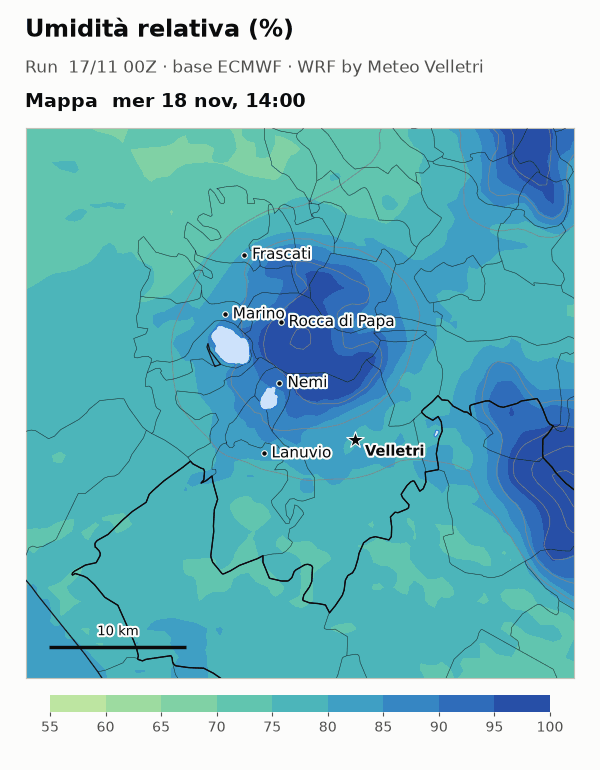 Umidità relativa (%)
Run  17/11 00Z · base ECMWF · WRF by Meteo Velletri
Mappa  mer 18 nov, 14:00
Frascati
Marino
Rocca di Papa
Nemi
Velletri
Lanuvio
10 km
55 60 65 70 75 80 85 90 95 100